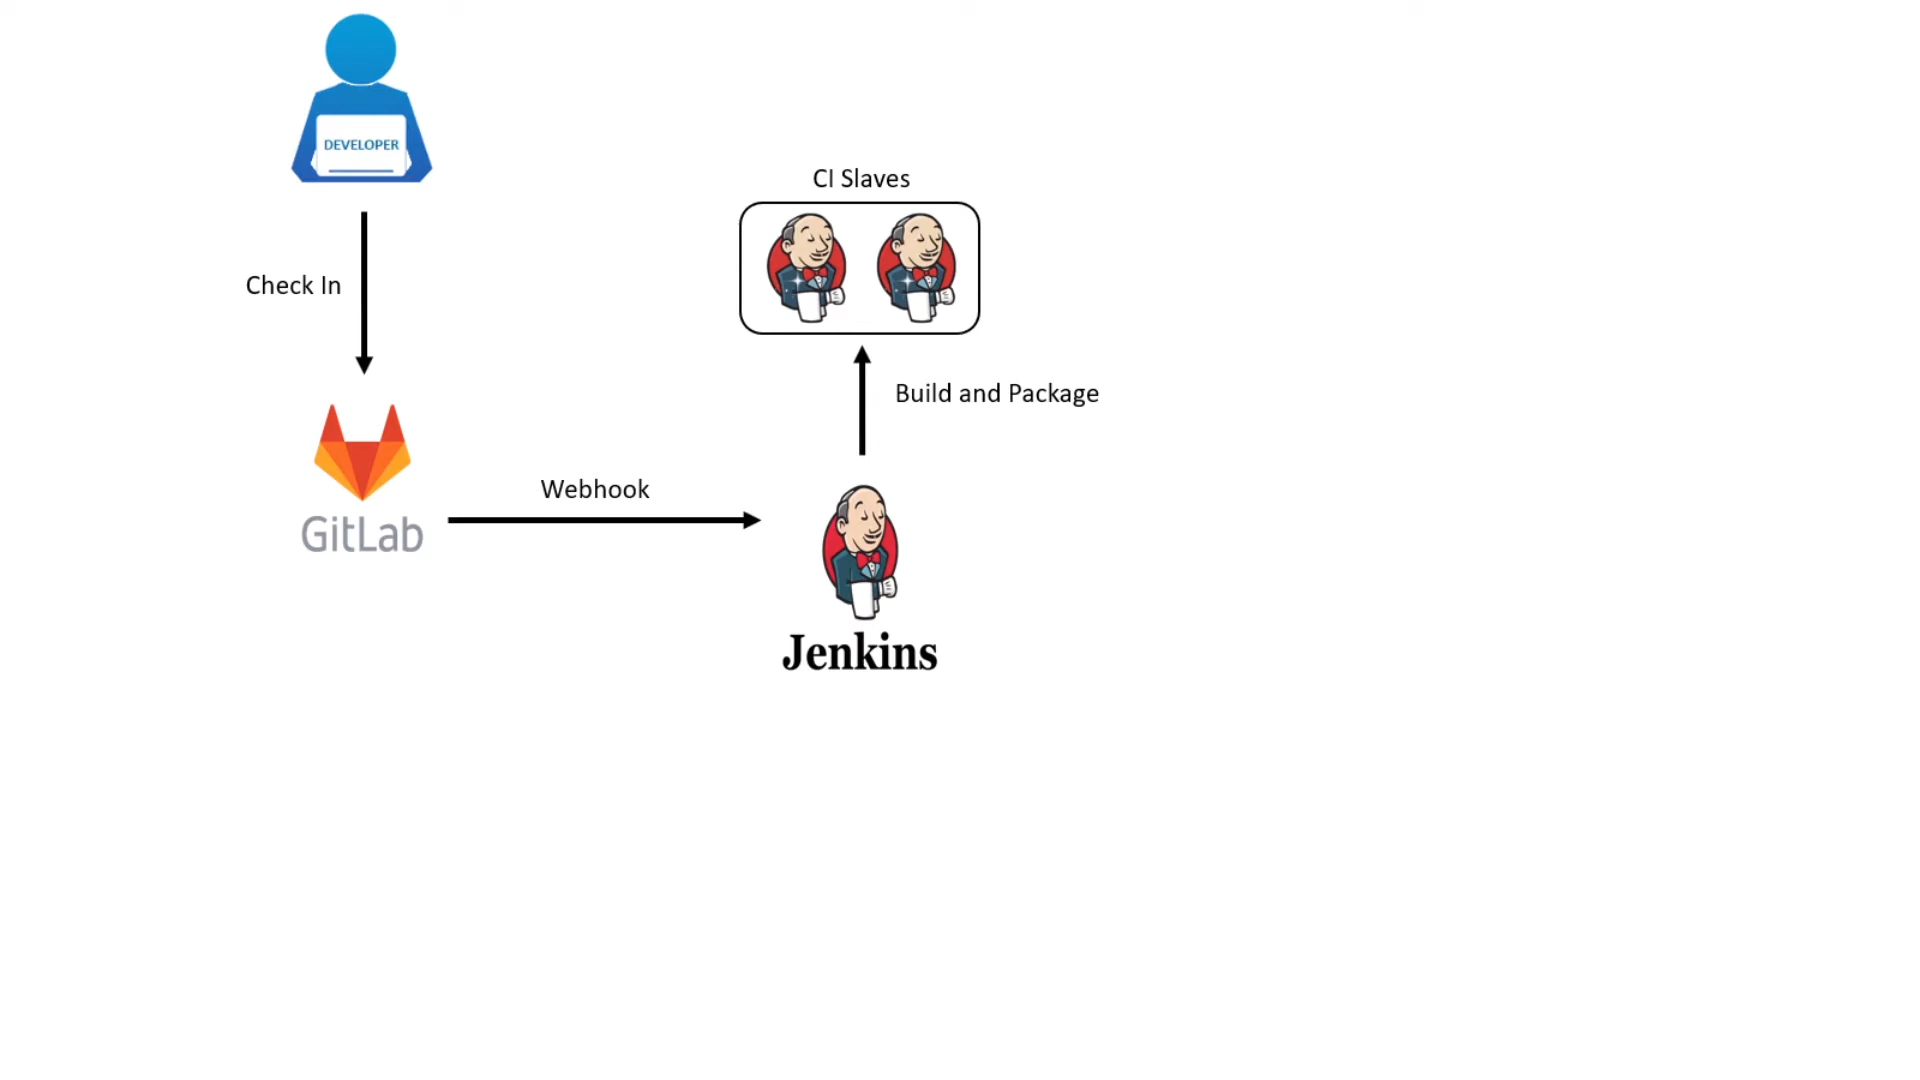 DEVELOPER
CI Slaves
Check In
Build and Package
Webhook
GitLab
Jenkins